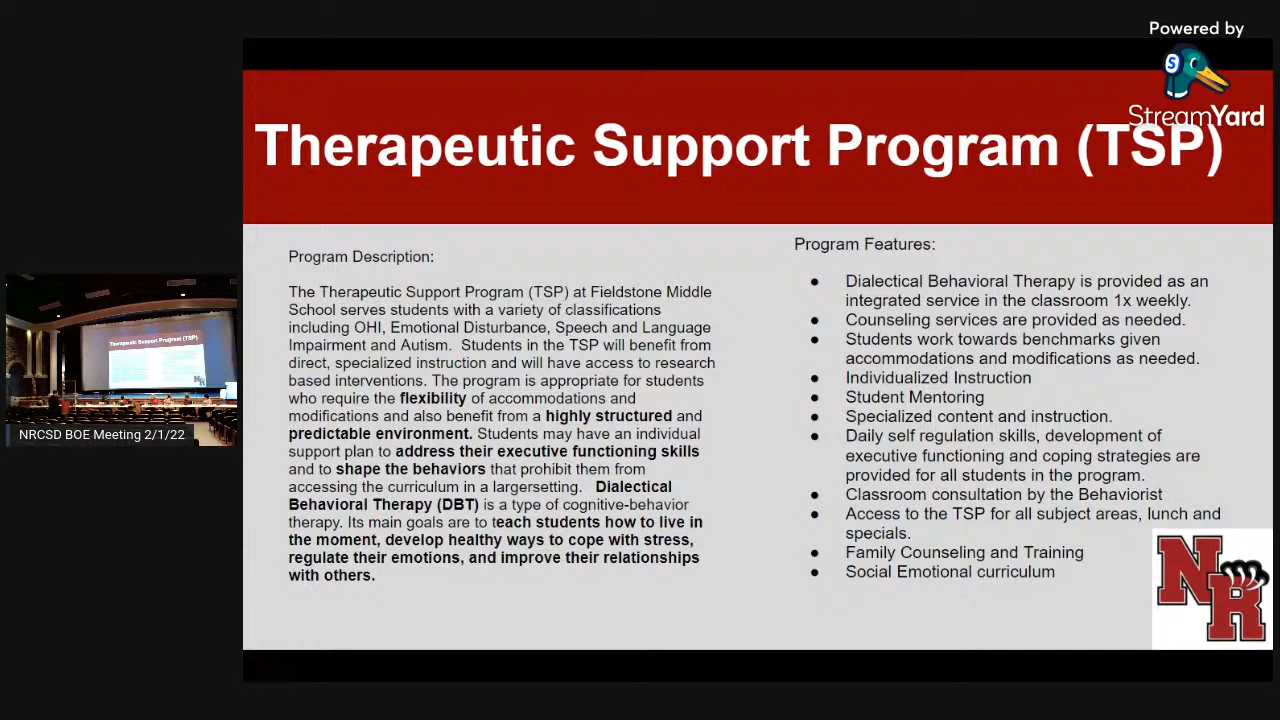 Powered by
S
StreamYard
Therapeutic Support Program (TSP)
Program Description:
The Therapeutic Support Program (TSP) at Fieldstone Middle
School serves students with a variety of classifications
including OHI, Emotional Disturbance, Speech and Language
Impairment and Autism. Students in the TSP will benefit from
direct, specialized instruction and will have access to research
based interventions. The program is appropriate for students
who require the flexibility of accommodations and
modifications and also benefit from a highly structured and
predictable environment. Students may have an individual
support plan to address their executive functioning skills
and to shape the behaviors that prohibit them from
accessing the curriculum in a largersetting. Dialectical
Behavioral Therapy (DBT) is a type of cognitive-behavior
therapy. Its main goals are to teach students how to live in
the moment, develop healthy ways to cope with stress,
regulate their emotions, and improve their relationships
with others.
Program Features:
● Dialectical Behavioral Therapy is provided as an
integrated service in the classroom 1x weekly.
● Counseling services are provided as needed.
● Students work towards benchmarks given
accommodations and modifications as needed.
● Individualized Instruction
● Student Mentoring
● Specialized content and instruction.
● Daily self regulation skills, development of
executive functioning and coping strategies are
provided for all students in the program.
● Classroom consultation by the Behaviorist
● Access to the TSP for all subject areas, lunch and
specials.
● Family Counseling and Training
● Social Emotional curriculum
NR
Therapeutic Support Program (TSP)
NR
NRCSD BOE Meeting 2/1/22